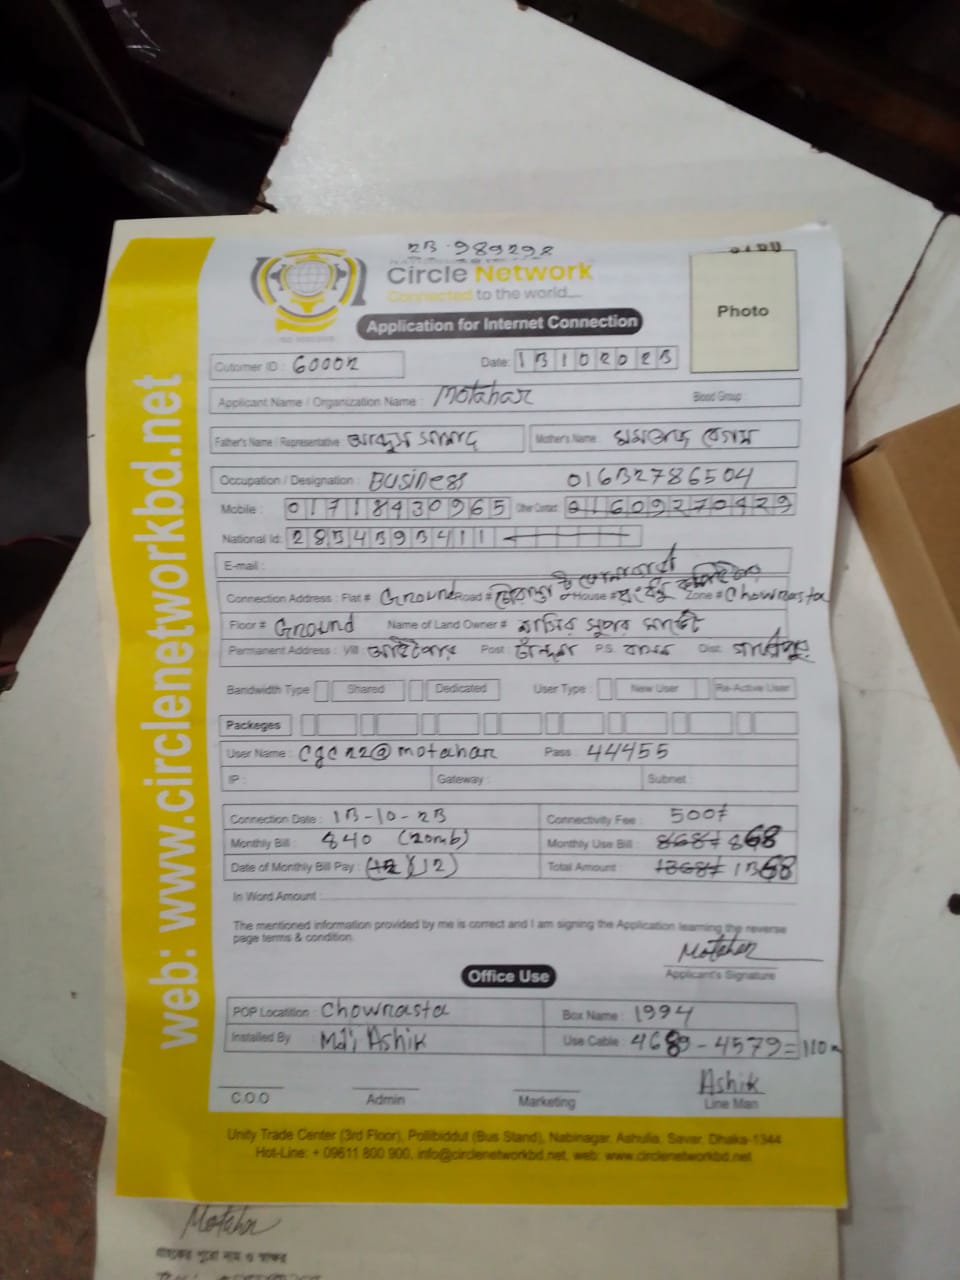 2B-989298
Circle Network
Connected to the world....
Application for Internet Connection
Photo
Cutomer ID : 60002
Date: 13102023
Applicant Name / Organization Name : Motahar
Blood Group :
Father's Name / Representative :
Mother's Name : মমতাজ বেগম
Occupation / Designation : Business 01632786504
Mobile : 01718430965 Other Contact: 01609270429
National Id: 2854393411
E-mail :
Connection Address : Flat # Ground Road # House # Zone # Chowrasta
Floor # Ground Name of Land Owner # নাসির সুপার মার্কেট
Permanent Address : Vill Post : P.S. Dist: গাজীপুর
Bandwidth Type Shared Dedicated User Type : New User Re-Active User
Packeges
User Name : cgcn2@motahar Pass : 44455
IP : Gateway : Subnet :
Connection Date : 13-10-23 Connectivity Fee : 500/
Monthly Bill : 840 (20mb) Monthly Use Bill : 868
Date of Monthly Bill Pay : (12) Total Amount : 1368
In Word Amount :
The mentioned information provided by me is correct and I am signing the Application learning the reverse
page terms & condition.
Motahar
Applicant's Signature
Office Use
POP Locatition : Chowrasta Box Name : 1994
Installed By Md; Ashik Use Cable : 4689 - 4579 = 110m
Ashik
C.O.O Admin Marketing Line Man
Unity Trade Center (3rd Floor), Pollibiddut (Bus Stand), Nabinagar, Ashulia, Savar, Dhaka-1344
Hot-Line: + 09611 800 900, info@circlenetworkbd.net, web: www.circlenetworkbd.net
web: www.circlenetworkbd.net
Motahar
গ্রাহকের পুরো নাম ও স্বাক্ষর